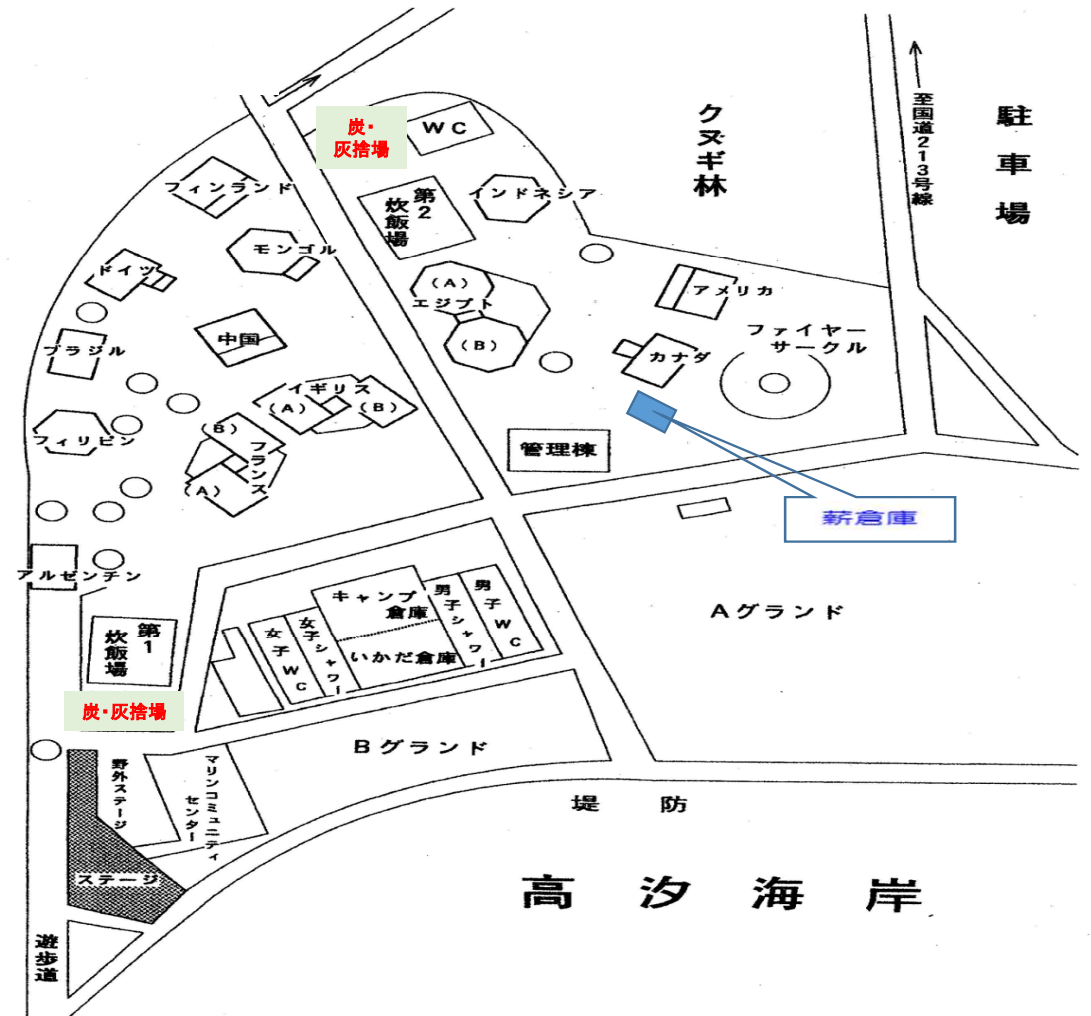 炭・
灰捨場
WC
クヌギ林
至国道213号線
駐車場
フィンランド
第2
炊飯場
インドネシア
モンゴル
ドイツ
(A)
エジプト
(B)
アメリカ
ファイヤー
サークル
中国
ブラジル
カナダ
イギリス
(A)
(B)
フィリピン
(B)
フランス
(A)
管理棟
薪倉庫
アルゼンチン
キャンプ
倉庫
いかだ倉庫
男子シャワー
男子WC
女子WC
女子シャワー
Aグランド
第1
炊飯場
炭・灰捨場
Bグランド
野外ステージ
マリンコミュニティ
センター
堤防
ステージ
高汐海岸
遊歩道